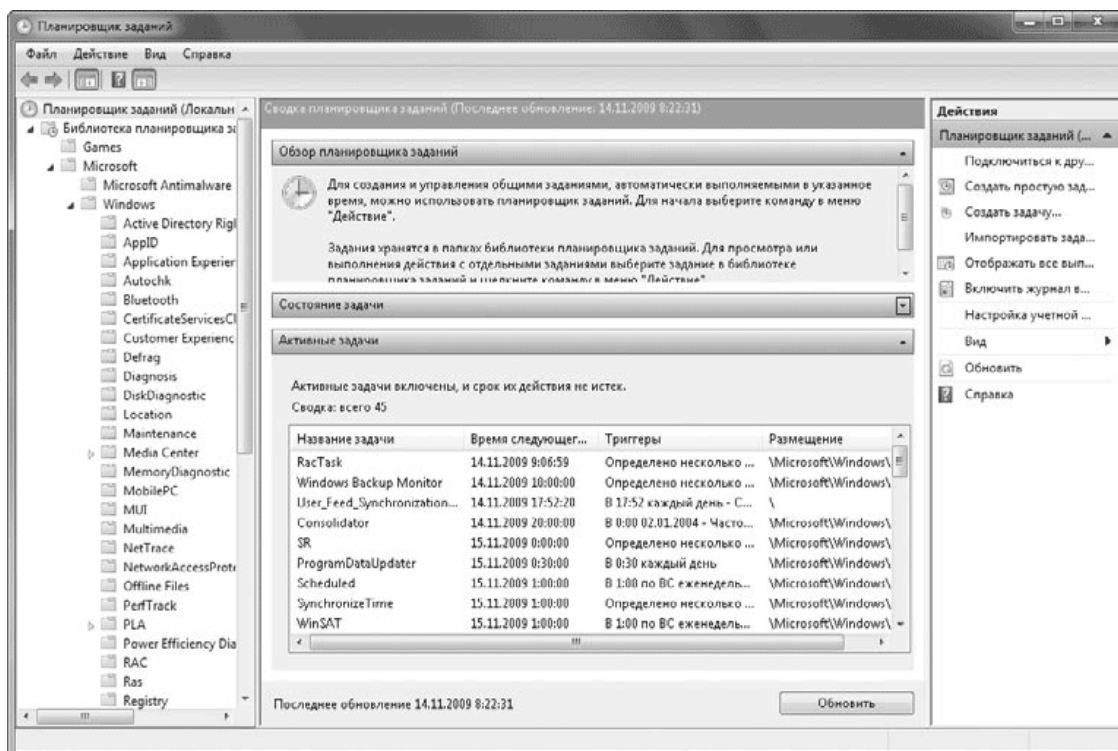 Планировщик заданий
Файл Действие Вид Справка
Планировщик заданий (Локальн
Библиотека планировщика за
Games
Microsoft
Microsoft Antimalware
Windows
Active Directory Rigl
AppID
Application Experier
Autochk
Bluetooth
CertificateServicesCl
Customer Experienc
Defrag
Diagnosis
DiskDiagnostic
Location
Maintenance
Media Center
MemoryDiagnostic
MobilePC
MUI
Multimedia
NetTrace
NetworkAccessProte
Offline Files
PerfTrack
PLA
Power Efficiency Dia
RAC
Ras
Registry
Сводка планировщика заданий (Последнее обновление: 14.11.2009 8:22:31)
Обзор планировщика заданий
Для создания и управления общими заданиями, автоматически выполняемыми в указанное
время, можно использовать планировщик заданий. Для начала выберите команду в меню
"Действие".
Задания хранятся в папках библиотеки планировщика заданий. Для просмотра или
выполнения действия с отдельными заданиями выберите задание в библиотеке
планировщика заданий и щелкните команду в меню "Действие"
Состояние задачи
Активные задачи
Активные задачи включены, и срок их действия не истек.
Сводка: всего 45
Название задачи Время следующег... Триггеры Размещение
RacTask 14.11.2009 9:06:59 Определено несколько ... \Microsoft\Windows\
Windows Backup Monitor 14.11.2009 10:00:00 Определено несколько ... \Microsoft\Windows\
User_Feed_Synchronization... 14.11.2009 17:52:20 В 17:52 каждый день - С... \
Consolidator 14.11.2009 20:00:00 В 0:00 02.01.2004 - Часто... \Microsoft\Windows\
SR 15.11.2009 0:00:00 Определено несколько ... \Microsoft\Windows\
ProgramDataUpdater 15.11.2009 0:30:00 В 0:30 каждый день \Microsoft\Windows\
Scheduled 15.11.2009 1:00:00 В 1:00 по ВС еженедель... \Microsoft\Windows\
SynchronizeTime 15.11.2009 1:00:00 Определено несколько ... \Microsoft\Windows\
WinSAT 15.11.2009 1:00:00 В 1:00 по ВС еженедель... \Microsoft\Windows\
Последнее обновление 14.11.2009 8:22:31
Обновить
Действия
Планировщик заданий (...
Подключиться к дру...
Создать простую зад...
Создать задачу...
Импортировать зада...
Отображать все вып...
Включить журнал в...
Настройка учетной ...
Вид
Обновить
Справка